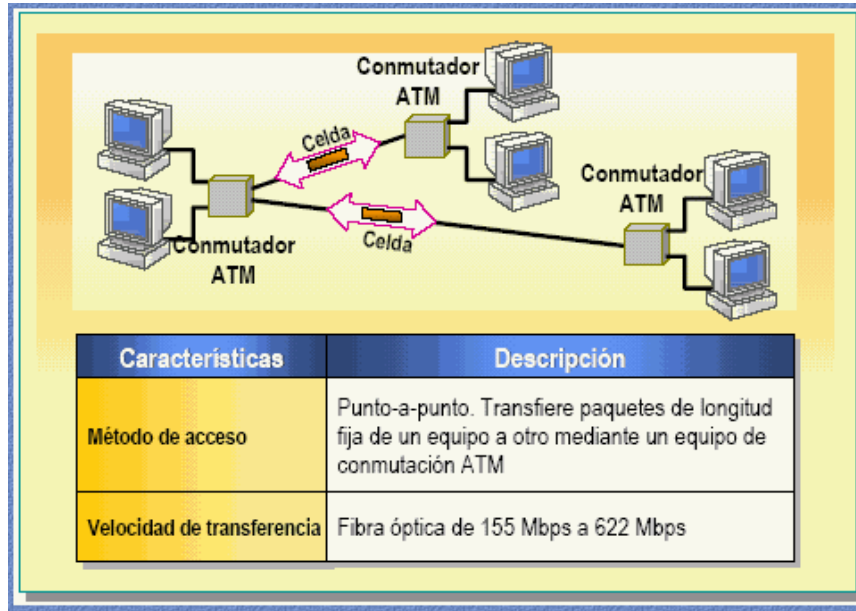 Conmutador
ATM
Celda
Conmutador
ATM
Celda
Conmutador
ATM
Características
Descripción
Método de acceso
Punto-a-punto. Transfiere paquetes de longitud
fija de un equipo a otro mediante un equipo de
conmutación ATM
Velocidad de transferencia
Fibra óptica de 155 Mbps a 622 Mbps